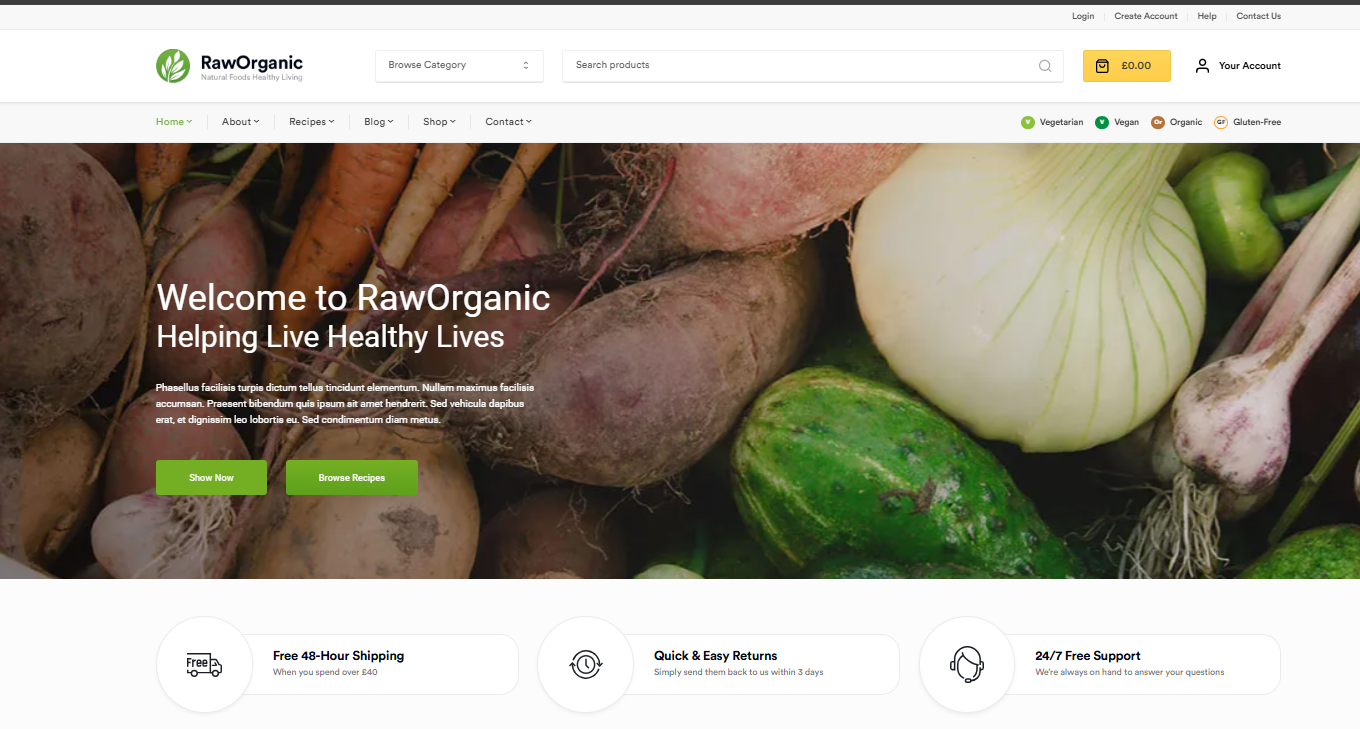 Login Create Account Help Contact Us
RawOrganic
Natural Foods Healthy Living
Browse Category
Search products
£0.00
Your Account
Home About Recipes Blog Shop Contact
V Vegetarian V Vegan Or Organic GF Gluten-Free
Welcome to RawOrganic
Helping Live Healthy Lives
Phasellus facilisis turpis dictum tellus tincidunt elementum. Nullam maximus facilisis
accumsan. Praesent bibendum quis ipsum sit amet hendrerit. Sed vehicula dapibus
erat, et dignissim leo lobortis eu. Sed condimentum diam metus.
Show Now Browse Recipes
Free
Free 48-Hour Shipping
When you spend over £40
Quick & Easy Returns
Simply send them back to us within 3 days
24/7 Free Support
We're always on hand to answer your questions